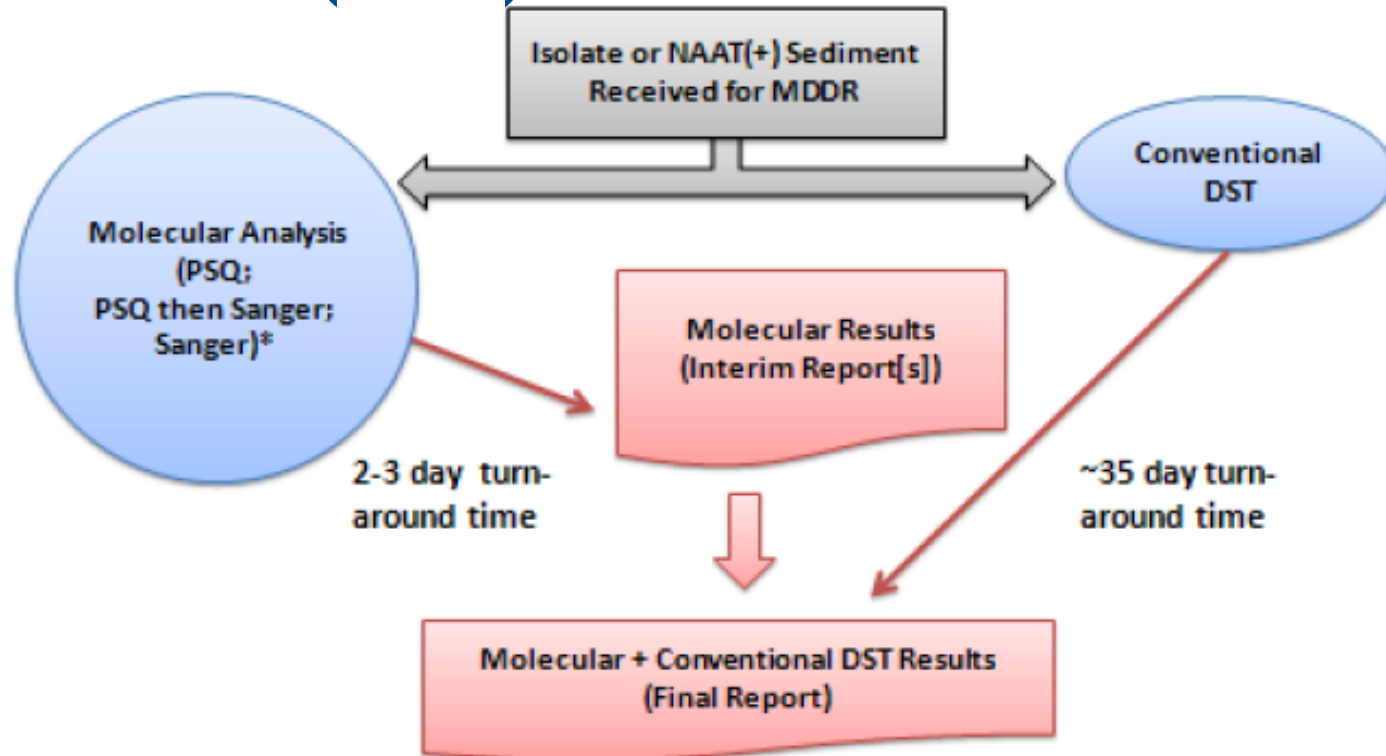 Isolate or NAAT(+) Sediment
Received for MDDR
Molecular Analysis
(PSQ;
PSQ then Sanger;
Sanger)*
Conventional
DST
Molecular Results
(Interim Report[s])
2-3 day turn-
around time
~35 day turn-
around time
Molecular + Conventional DST Results
(Final Report)